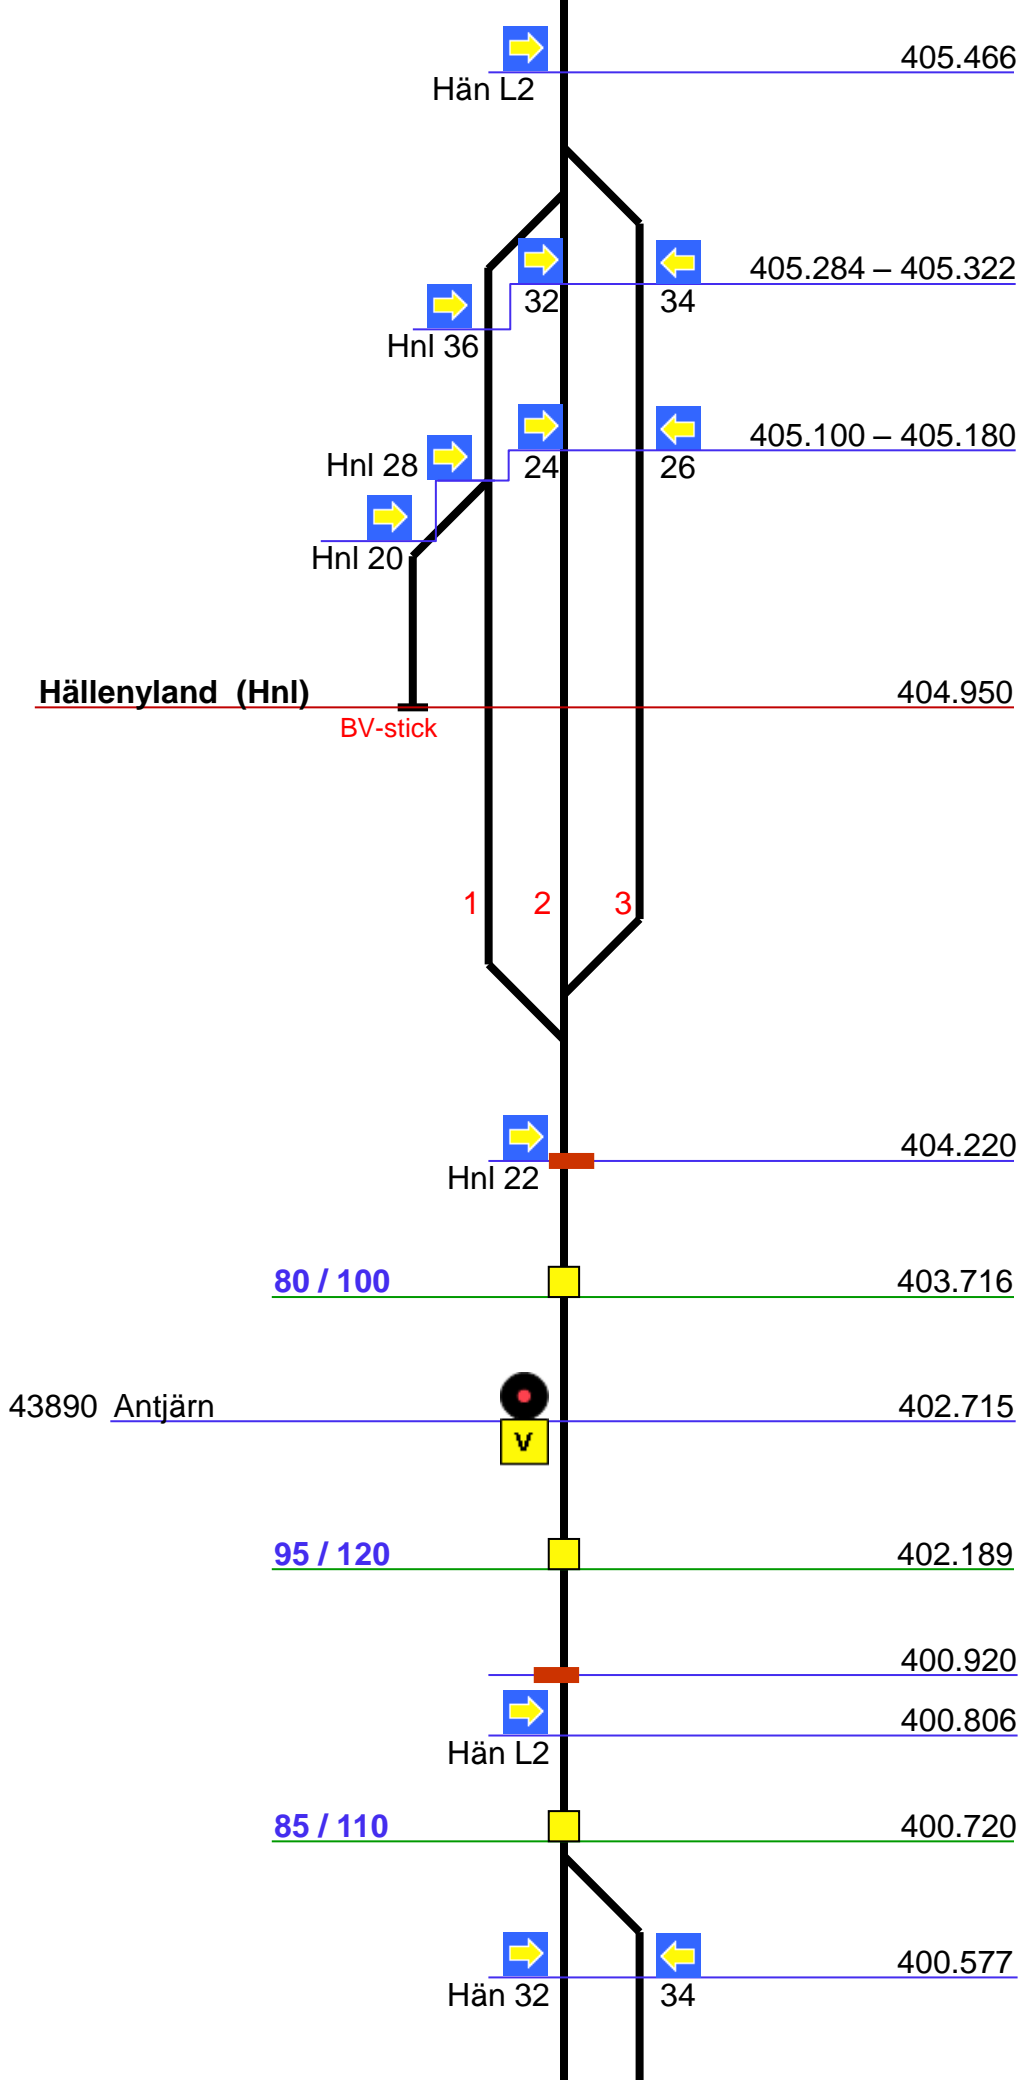 405.466
Hän L2
405.284 – 405.322
32
34
Hnl 36
405.100 – 405.180
Hnl 28
24
26
Hnl 20
Hällenyland (Hnl)
404.950
BV-stick
1
2
3
404.220
Hnl 22
80 / 100
403.716
43890 Antjärn
402.715
V
95 / 120
402.189
400.920
400.806
Hän L2
85 / 110
400.720
400.577
Hän 32
34